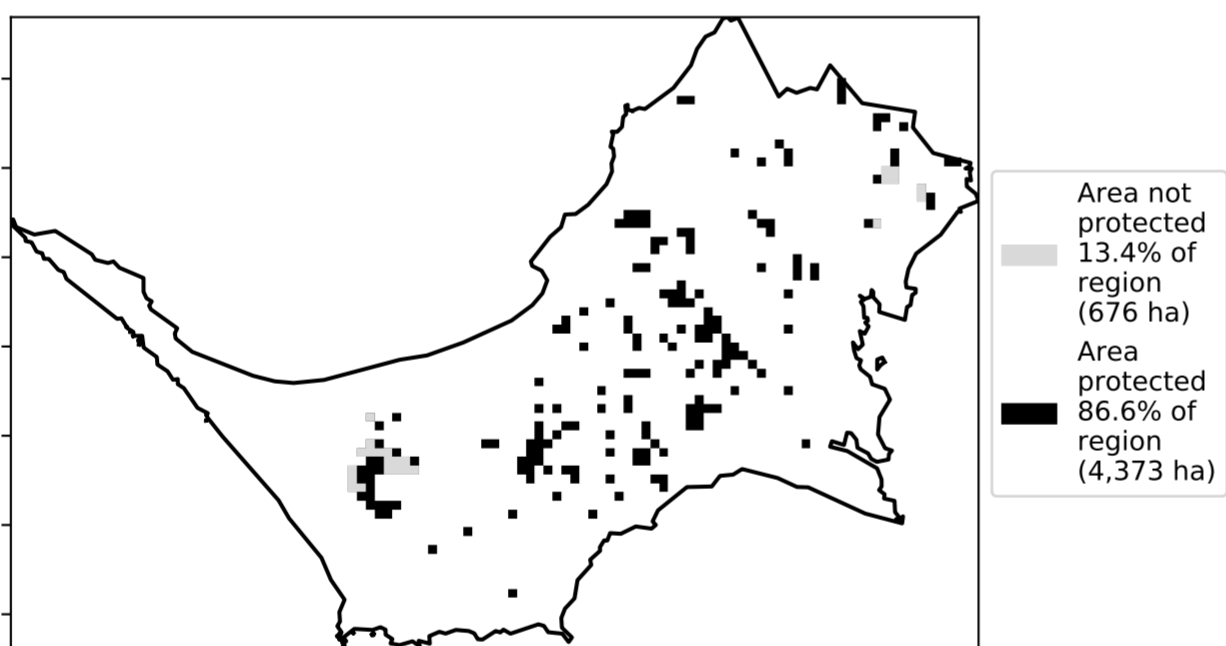 Area not
protected
13.4% of
region
(676 ha)
Area
protected
86.6% of
region
(4,373 ha)